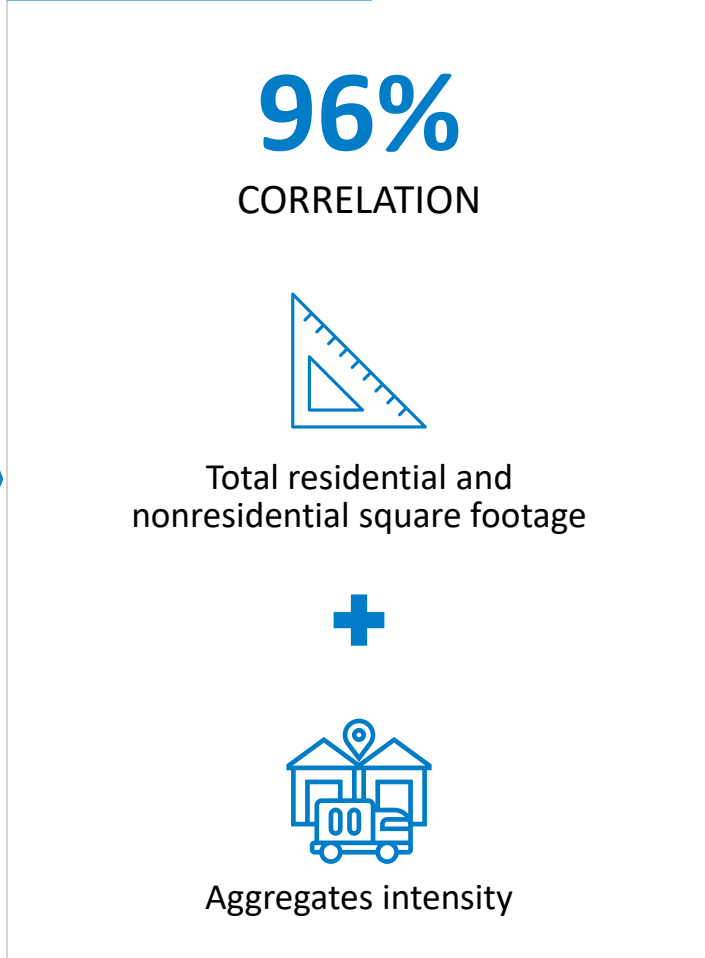 96%
CORRELATION
Total residential and
nonresidential square footage
+
Aggregates intensity